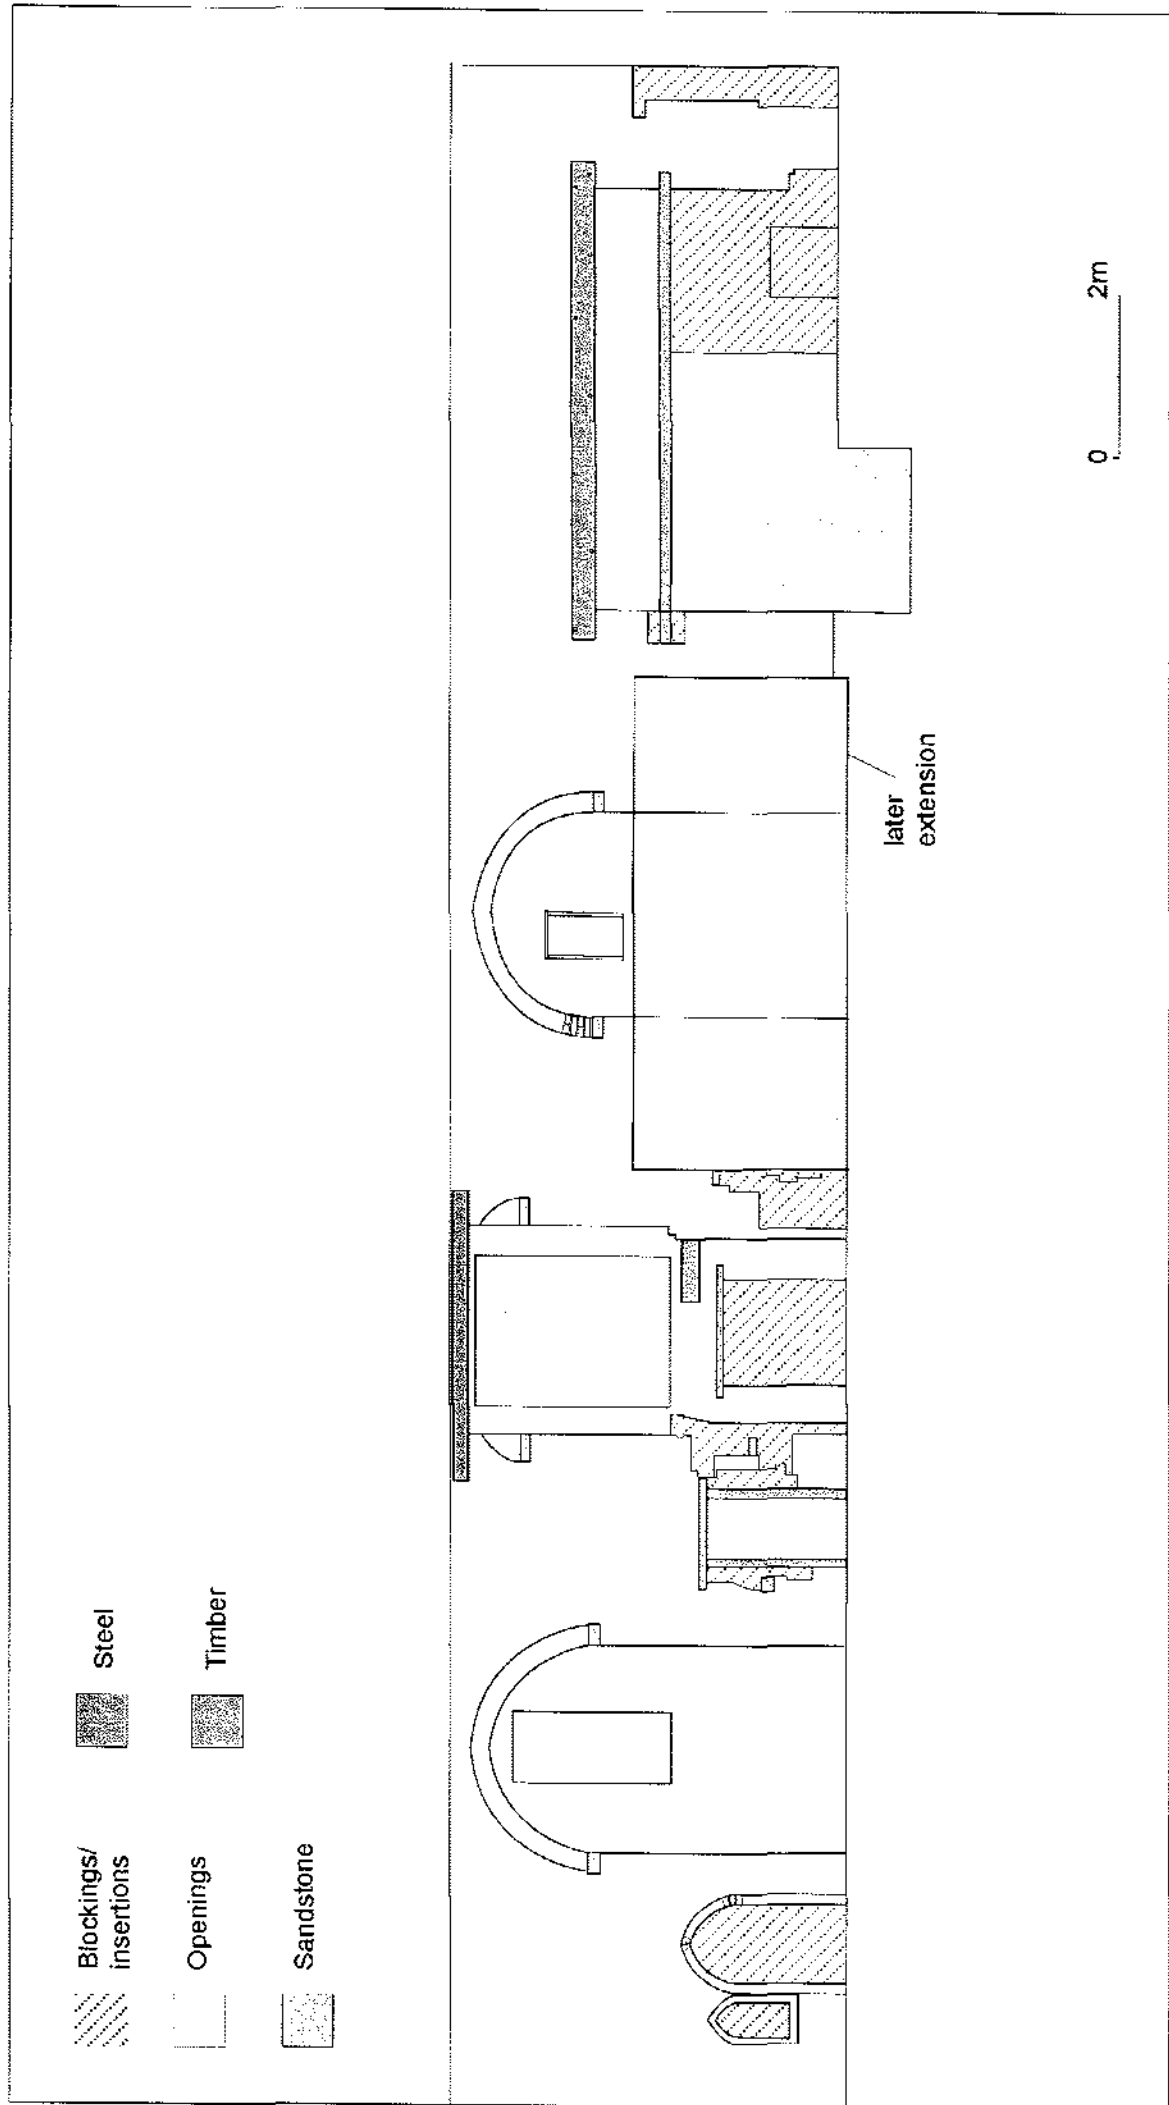 Blockings/
insertions
Steel
Openings
Timber
Sandstone
later
extension
0
2m